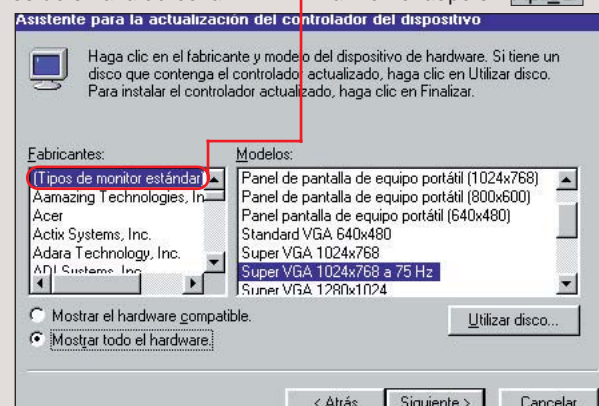 Asistente para la actualización del controlador del dispositivo
Haga clic en el fabricante y modelo del dispositivo de hardware. Si tiene un
disco que contenga el controlador actualizado, haga clic en Utilizar disco.
Para instalar el controlador actualizado, haga clic en Finalizar.
Fabricantes:
(Tipos de monitor estándar
Aamazing Technologies, In
Acer
Actix Systems, Inc.
Adara Technology, Inc.
ADI Systems, Inc.
Modelos:
Panel de pantalla de equipo portátil (1024x768)
Panel de pantalla de equipo portátil (800x600)
Panel pantalla de equipo portátil (640x480)
Standard VGA 640x480
Super VGA 1024x768
Super VGA 1024x768 a 75 Hz
Super VGA 1280x1024
Mostrar el hardware compatible.
Mostrar todo el hardware.
Utilizar disco...
< Atrás
Siguiente >
Cancelar